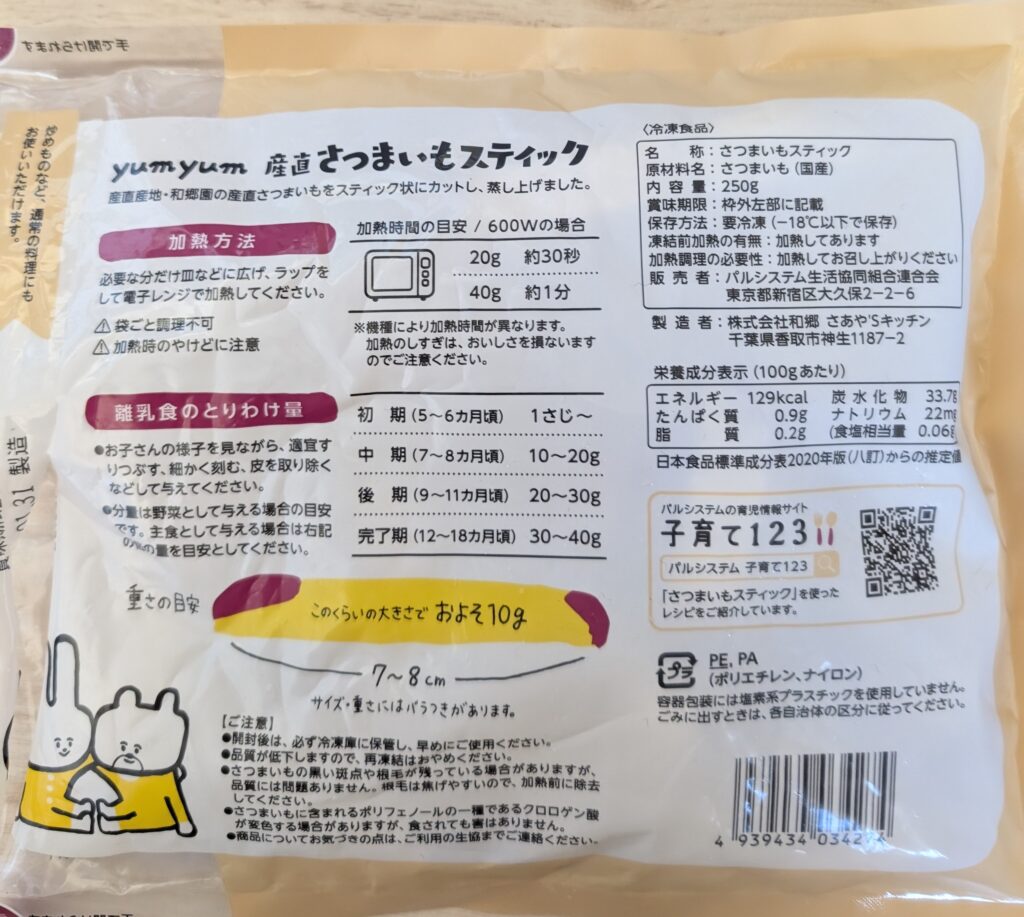 手で開けられます
炒めものなど、通常の料理にも
お使いいただけます。
yumyum 産直さつまいもスティック
産直産地・和郷園の産直さつまいもをスティック状にカットし、蒸し上げました。
加熱方法
必要な分だけ皿などに広げ、ラップを
して電子レンジで加熱してください。
⚠袋ごと調理不可
⚠加熱時のやけどに注意
加熱時間の目安 / 600Wの場合
20g 約30秒
40g 約1分
※機種により加熱時間が異なります。
加熱のしすぎは、おいしさを損ないます
のでご注意ください。
離乳食のとりわけ量
●お子さんの様子を見ながら、適宜す
りつぶす、細かく刻む、皮を取り除く
などして与えてください。
●分量は野菜として与える場合の目安
です。主食として与える場合は右記
の量を目安としてください。
初 期(5~6カ月頃) 1さじ~
中 期(7~8カ月頃) 10~20g
後 期(9~11カ月頃) 20~30g
完了期(12~18カ月頃) 30~40g
重さの目安
このくらいの大きさで およそ10g
7~8cm
サイズ・重さにはバラつきがあります。
【ご注意】
●開封後は、必ず冷凍庫に保管し、早めにご使用ください。
●品質が低下しますので、再凍結はおやめください。
●さつまいもの黒い斑点や根毛が残っている場合がありますが、
品質には問題ありません。根毛は焦げやすいので、加熱前に除去
してください。
●さつまいもに含まれるポリフェノールの一種であるクロロゲン酸
が変色する場合がありますが、食されても害はありません。
●商品についてお気づきの点は、ご利用の生協までご連絡ください。
〈冷凍食品〉
名 称:さつまいもスティック
原材料名:さつまいも(国産)
内 容 量:250g
賞味期限:枠外左部に記載
保存方法:要冷凍(−18℃以下で保存)
凍結前加熱の有無:加熱してあります
加熱調理の必要性:加熱してお召し上がりください
販 売 者:パルシステム生活協同組合連合会
東京都新宿区大久保2−2−6
製 造 者:株式会社和郷 さあや'Sキッチン
千葉県香取市神生1187−2
栄養成分表示(100gあたり)
エネルギー 129kcal 炭水化物 33.7g
たんぱく質 0.9g ナトリウム 22mg
脂 質 0.2g (食塩相当量 0.06g
日本食品標準成分表2020年版(八訂)からの推定値
パルシステムの育児情報サイト
子育て123
パルシステム 子育て123
「さつまいもスティック」を使った
レシピをご紹介しています。
プラ
PE, PA
(ポリエチレン、ナイロン)
容器包装には塩素系プラスチックを使用していません。
ごみに出すときは、各自治体の区分に従ってください。
4 939434
製造
31